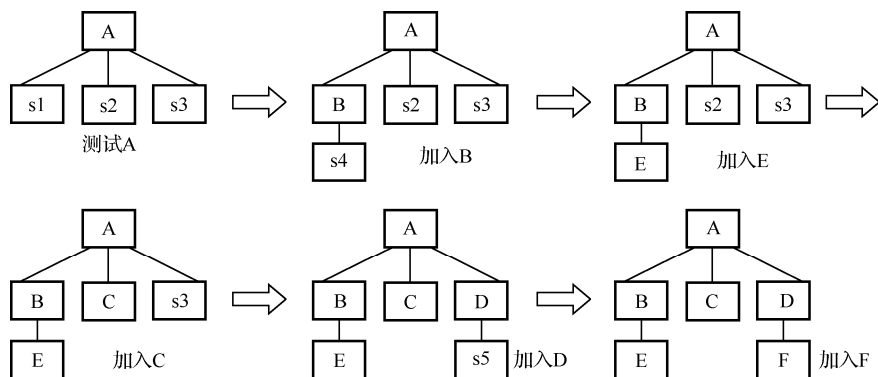 A
s1 s2 s3
测试A
A
B s2 s3
s4
加入B
A
B s2 s3
E
加入E
A
B C s3
E
加入C
A
B C D
E s5
加入D
A
B C D
E F
加入F